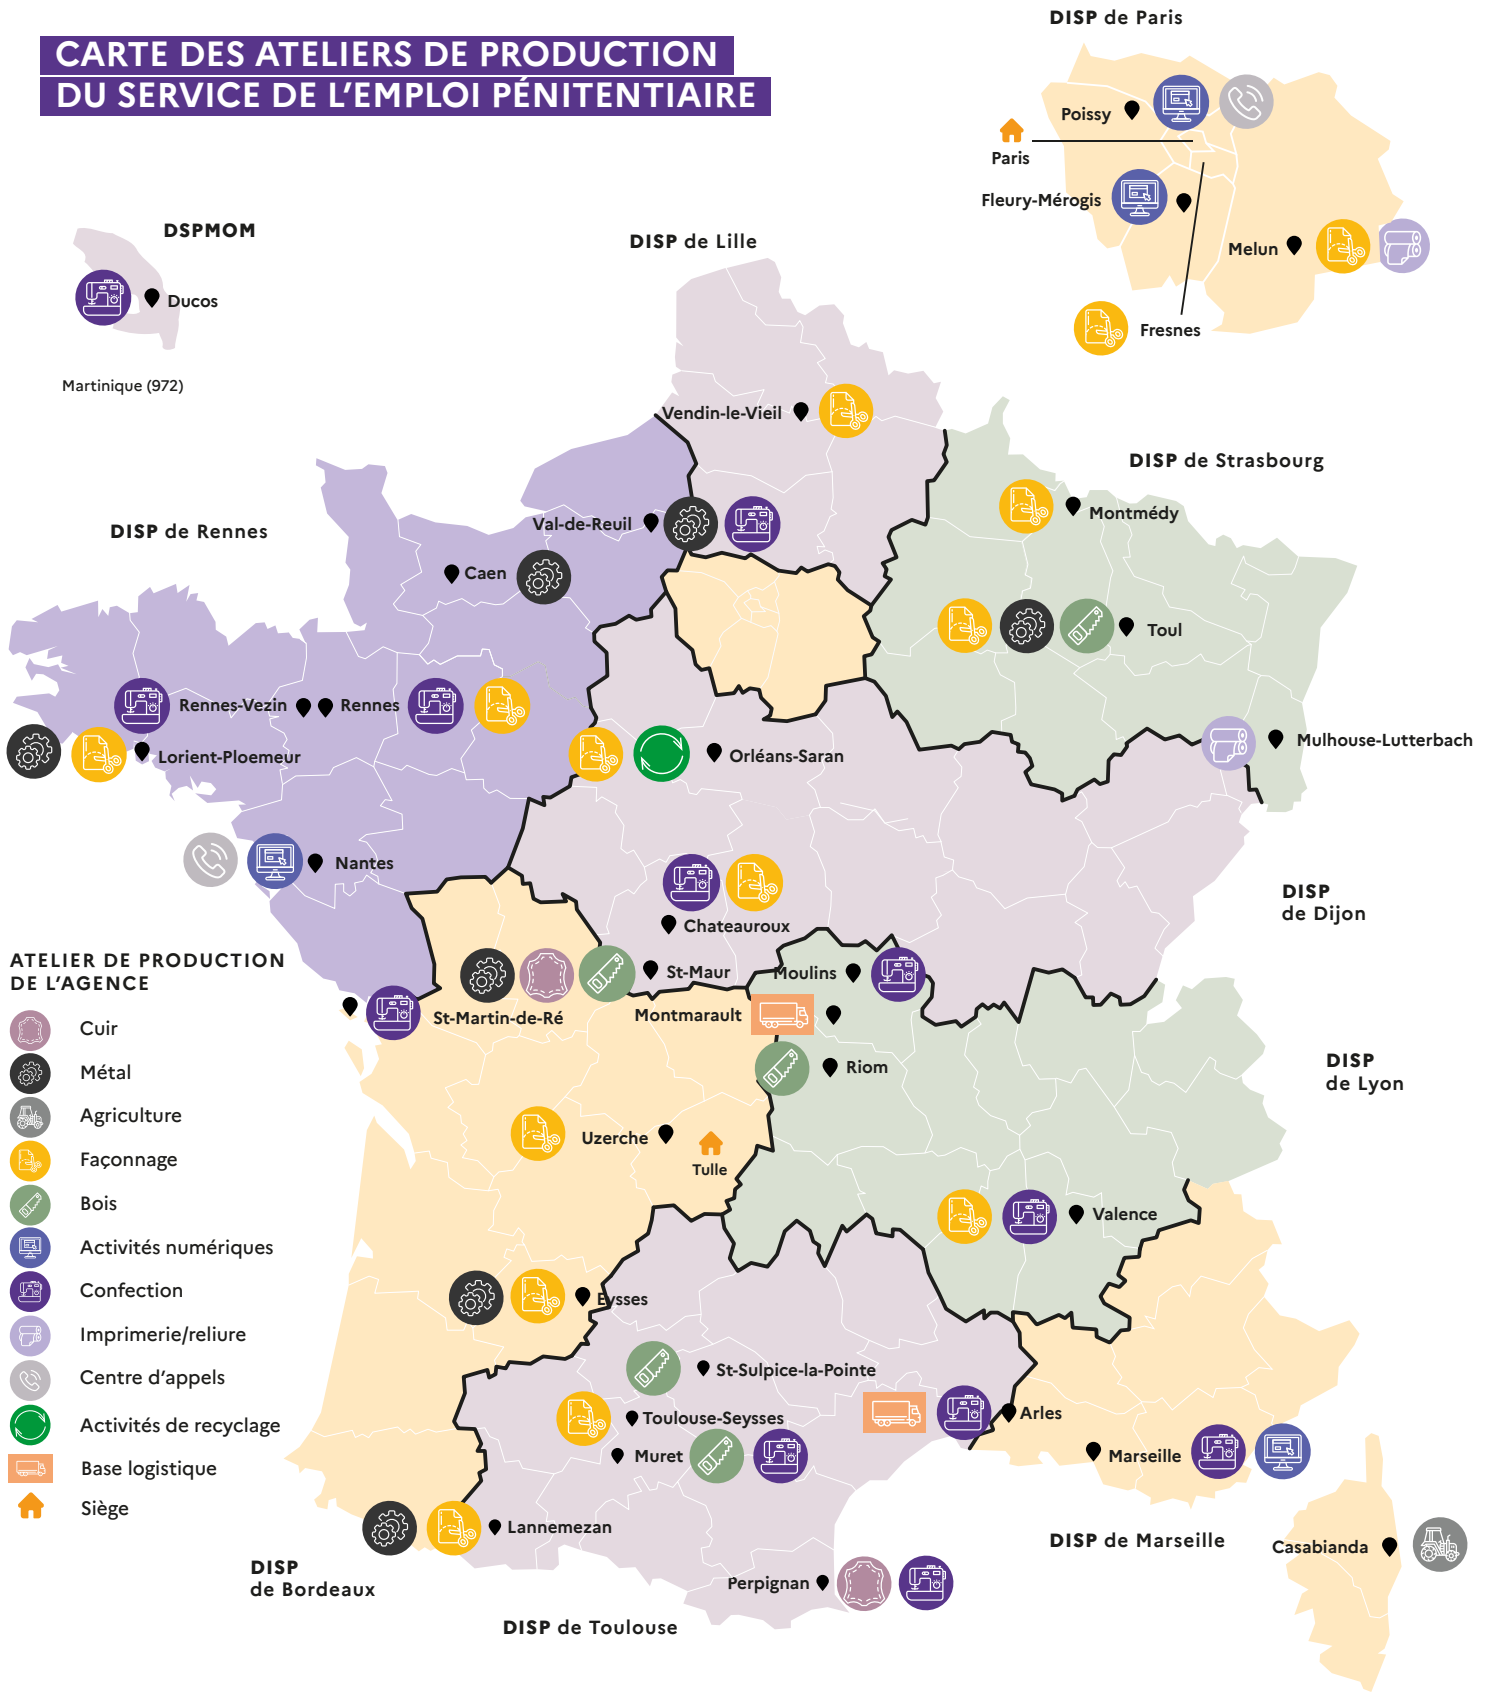 CARTE DES ATELIERS DE PRODUCTION
DU SERVICE DE L'EMPLOI PÉNITENTIAIRE
DISP de Paris
Poissy
Paris
Fleury-Mérogis
Melun
Fresnes
DSPMOM
Ducos
Martinique (972)
DISP de Lille
Vendin-le-Vieil
DISP de Strasbourg
Montmédy
Toul
Mulhouse-Lutterbach
DISP de Rennes
Val-de-Reuil
Caen
Rennes-Vezin
Rennes
Lorient-Ploemeur
Nantes
Orléans-Saran
Chateauroux
St-Maur
DISP
de Dijon
Moulins
Montmarault
Riom
St-Martin-de-Ré
DISP
de Lyon
Uzerche
Tulle
Valence
Eysses
St-Sulpice-la-Pointe
Toulouse-Seysses
Muret
Arles
Marseille
Lannemezan
Perpignan
DISP de Marseille
Casabianda
DISP
de Bordeaux
DISP de Toulouse
ATELIER DE PRODUCTION
DE L'AGENCE
Cuir
Métal
Agriculture
Façonnage
Bois
Activités numériques
Confection
Imprimerie/reliure
Centre d'appels
Activités de recyclage
Base logistique
Siège